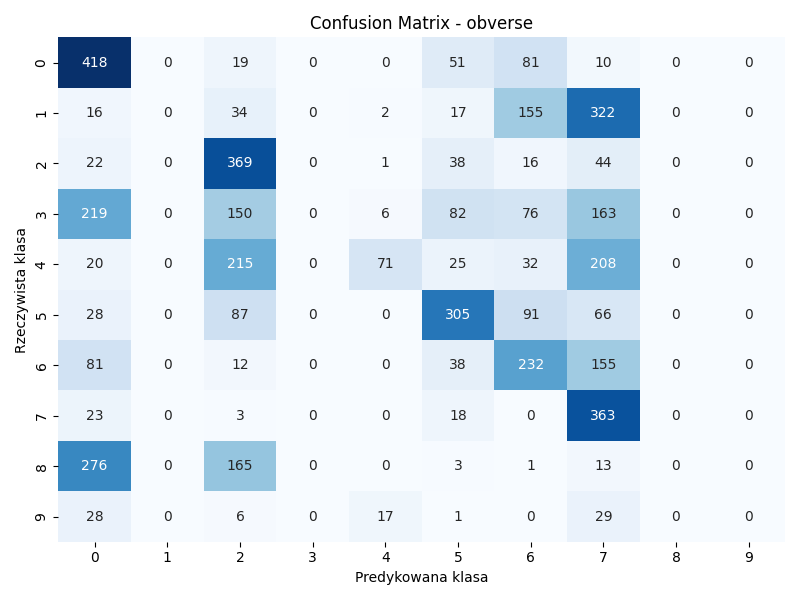 Confusion Matrix - obverse
Rzeczywista klasa
0 418 0 19 0 0 51 81 10 0 0
1 16 0 34 0 2 17 155 322 0 0
2 22 0 369 0 1 38 16 44 0 0
3 219 0 150 0 6 82 76 163 0 0
4 20 0 215 0 71 25 32 208 0 0
5 28 0 87 0 0 305 91 66 0 0
6 81 0 12 0 0 38 232 155 0 0
7 23 0 3 0 0 18 0 363 0 0
8 276 0 165 0 0 3 1 13 0 0
9 28 0 6 0 17 1 0 29 0 0
0 1 2 3 4 5 6 7 8 9
Predykowana klasa